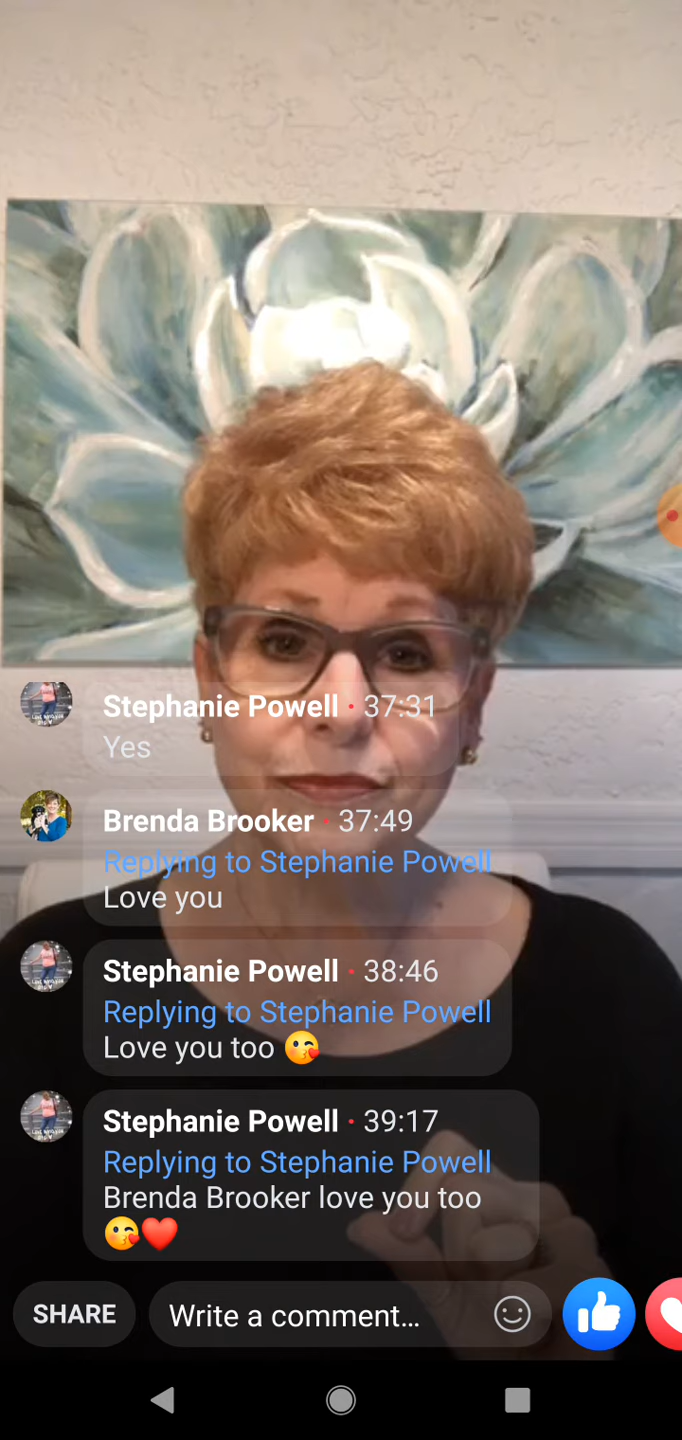 Stephanie Powell • 37:31
Yes
Brenda Brooker • 37:49
Replying to Stephanie Powell
Love you
Stephanie Powell • 38:46
Replying to Stephanie Powell
Love you too 😘
Stephanie Powell • 39:17
Replying to Stephanie Powell
Brenda Brooker love you too
😘❤️
SHARE
Write a comment...